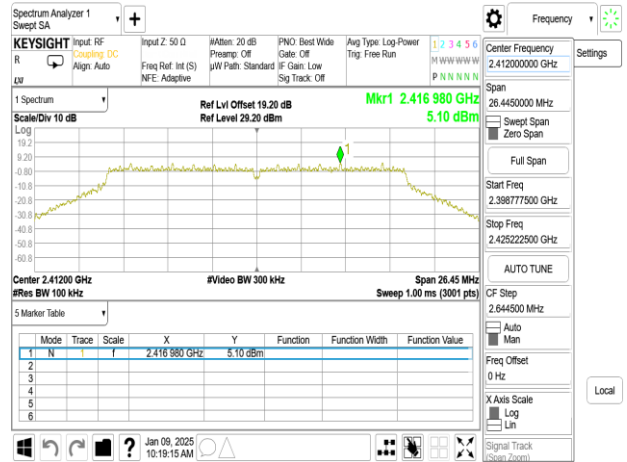 Spectrum Analyzer 1
Swept SA
+
Frequency
KEYSIGHT
R
LXI
Input: RF
Coupling: DC
Align: Auto
Input Z: 50 Ω
Freq Ref: Int (S)
NFE: Adaptive
#Atten: 20 dB
Preamp: Off
µW Path: Standard
PNO: Best Wide
Gate: Off
IF Gain: Low
Sig Track: Off
Avg Type: Log-Power
Trig: Free Run
1 2 3 4 5 6
M W W W W W
P N N N N N
1 Spectrum
Scale/Div 10 dB
Ref Lvl Offset 19.20 dB
Ref Level 29.20 dBm
Mkr1 2.416 980 GHz
5.10 dBm
Log
19.2
9.20
-0.80
-10.8
-20.8
-30.8
-40.8
-50.8
-60.8
1
Center 2.41200 GHz
#Video BW 300 kHz
Span 26.45 MHz
#Res BW 100 kHz
Sweep 1.00 ms (3001 pts)
5 Marker Table
Mode Trace Scale X Y Function Function Width Function Value
1 N 1 f 2.416 980 GHz 5.10 dBm
2
3
4
5
6
Center Frequency
2.412000000 GHz
Settings
Span
26.4450000 MHz
Swept Span
Zero Span
Full Span
Start Freq
2.398777500 GHz
Stop Freq
2.425222500 GHz
AUTO TUNE
CF Step
2.644500 MHz
Auto
Man
Freq Offset
0 Hz
X Axis Scale
Log
Lin
Local
Signal Track
(Span Zoom)
?
Jan 09, 2025
10:19:15 AM